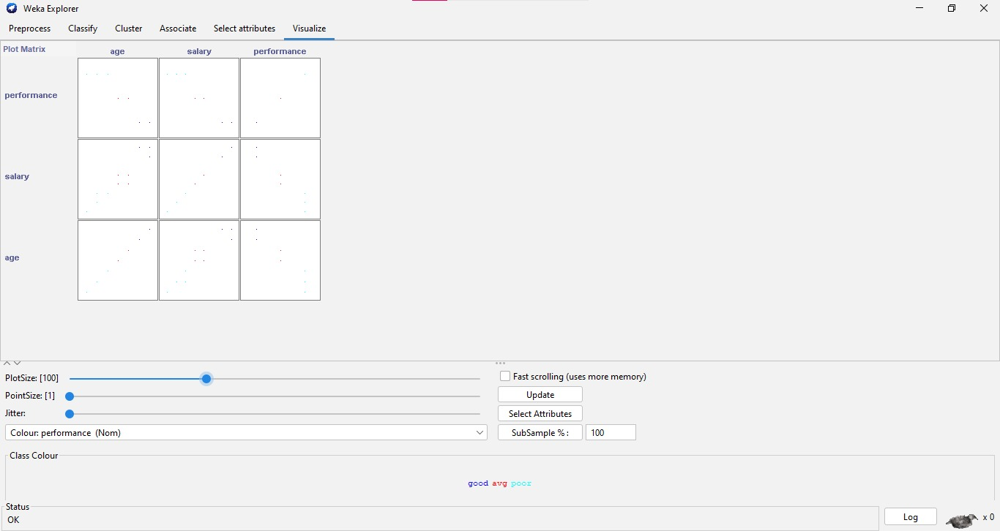 Weka Explorer
Preprocess Classify Cluster Associate Select attributes Visualize
Plot Matrix
age salary performance
performance
salary
age
PlotSize: [100]
PointSize: [1]
Jitter:
Colour: performance (Nom)
Fast scrolling (uses more memory)
Update
Select Attributes
SubSample % : 100
Class Colour
good avg poor
Status
OK
Log x 0